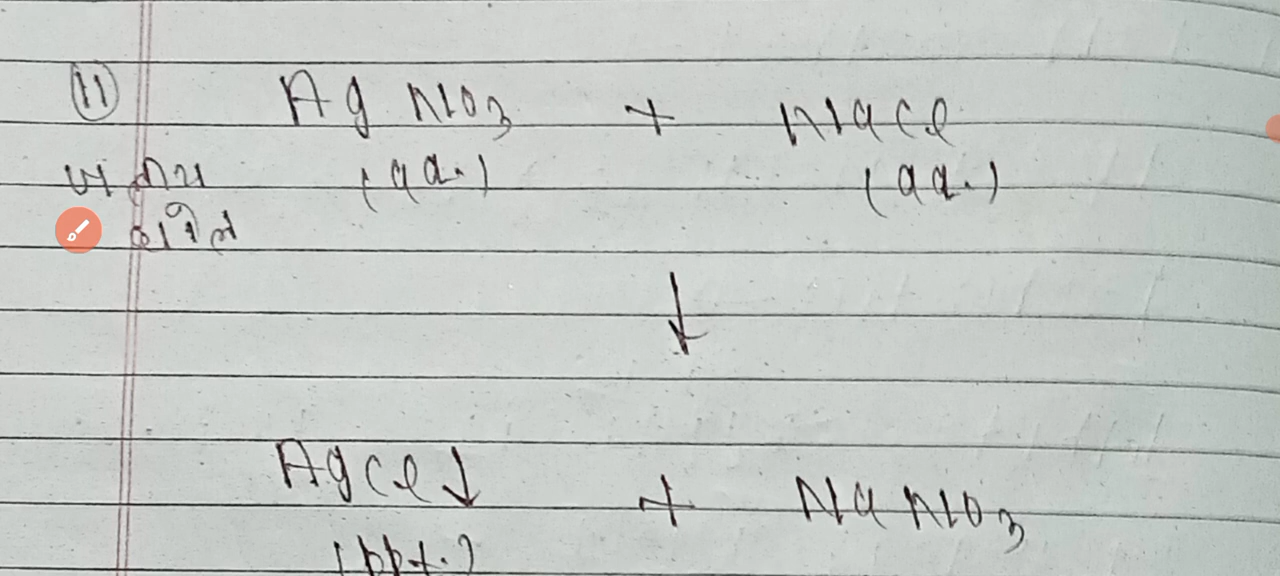 (11) AgNO3 + NaCl
(aq.) (aq.)
↓
AgCl↓ + NaNO3
(ppt.)